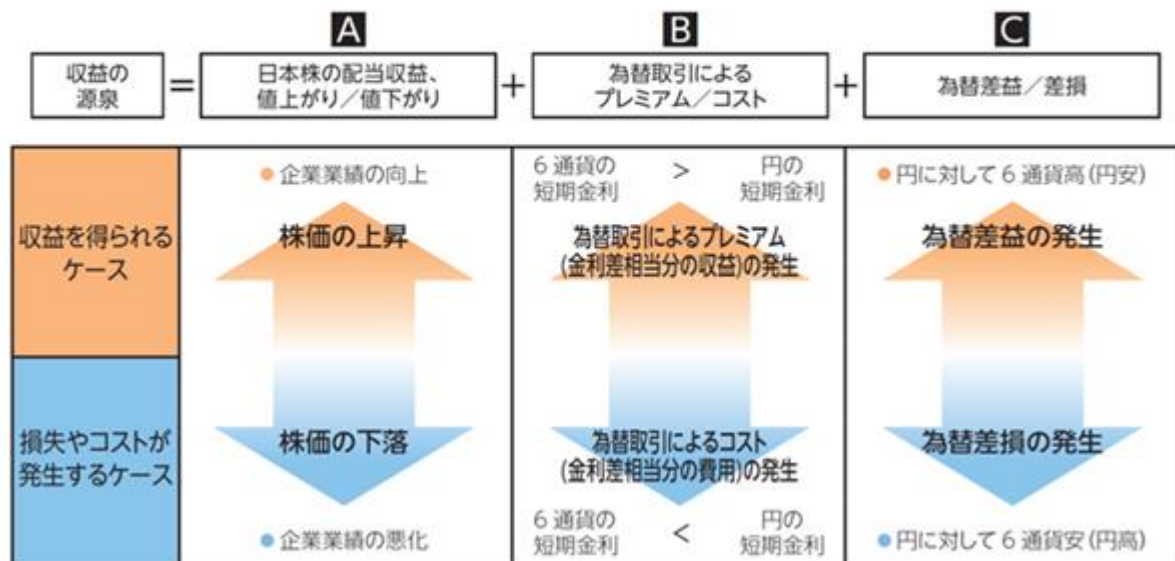 A
B
C
収益の
源泉
=
日本株の配当収益、
値上がり／値下がり
+
為替取引による
プレミアム／コスト
+
為替差益／差損
収益を得られる
ケース
●企業業績の向上
株価の上昇
6通貨の
短期金利
>
円の
短期金利
為替取引によるプレミアム
(金利差相当分の収益)の発生
●円に対して6通貨高(円安)
為替差益の発生
損失やコストが
発生するケース
株価の下落
●企業業績の悪化
為替取引によるコスト
(金利差相当分の費用)の発生
6通貨の
短期金利
<
円の
短期金利
為替差損の発生
●円に対して6通貨安(円高)